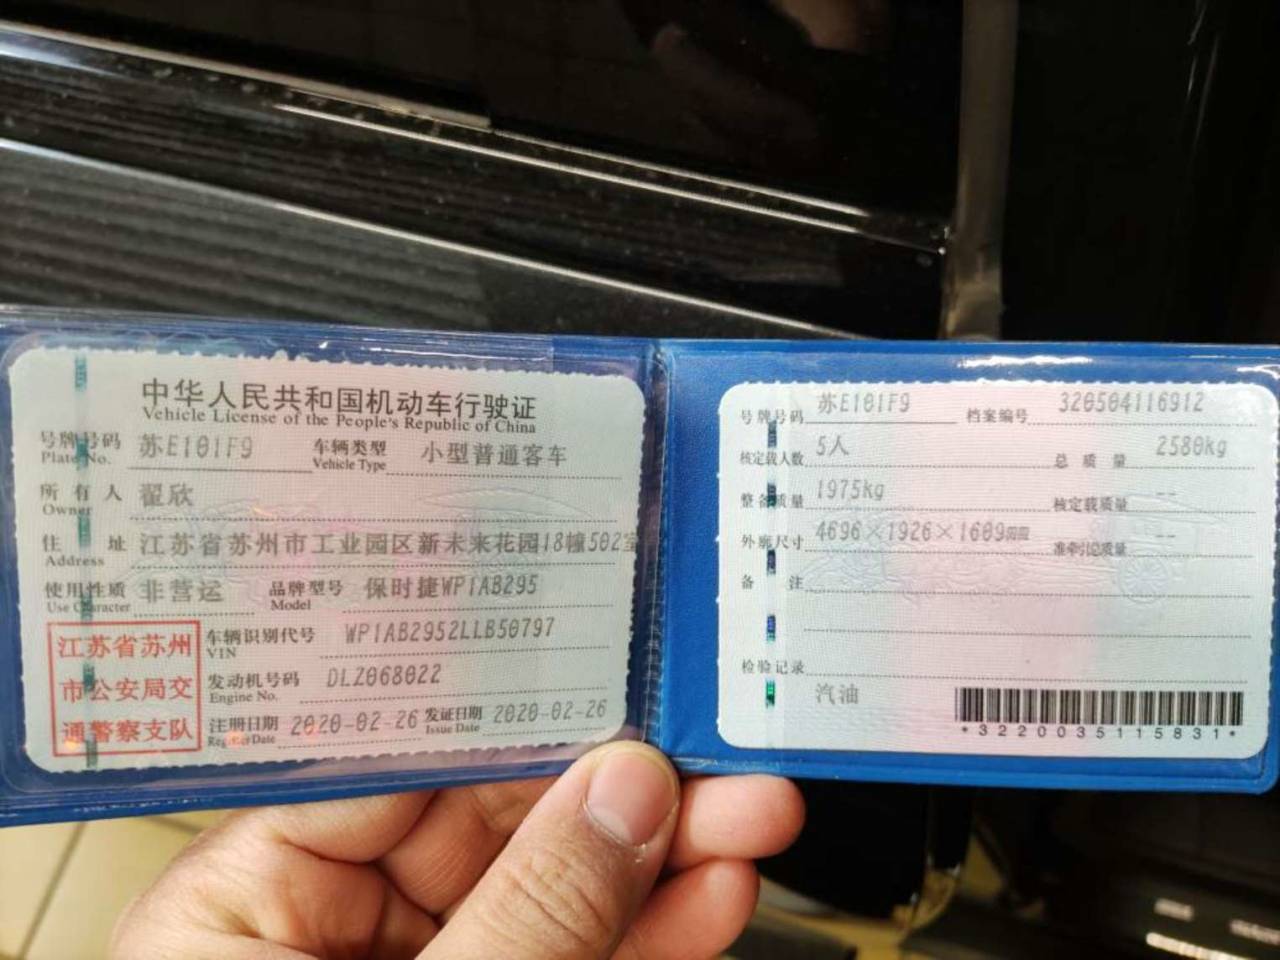 中华人民共和国机动车行驶证
Vehicle License of the People's Republic of China
号牌号码 苏E101F9 车辆类型 小型普通客车
Plate No. Vehicle Type
所有人 翟欣
Owner
住址 江苏省苏州市工业园区新未来花园18幢502室
Address
使用性质 非营运 品牌型号 保时捷WP1AB295
Use Character Model
江苏省苏州
市公安局交
通警察支队
车辆识别代号 WP1AB2952LLB50797
VIN
发动机号码 DLZ068022
Engine No.
注册日期 2020-02-26 发证日期 2020-02-26
Register Date Issue Date
号牌号码 苏E101F9 档案编号 320504116912
核定载人数 5人 总质量 2580kg
整备质量 1975kg 核定载质量 --
外廓尺寸 4696×1926×1609mm 准牵引总质量 --
备注
检验记录
汽油
*3220035115831*